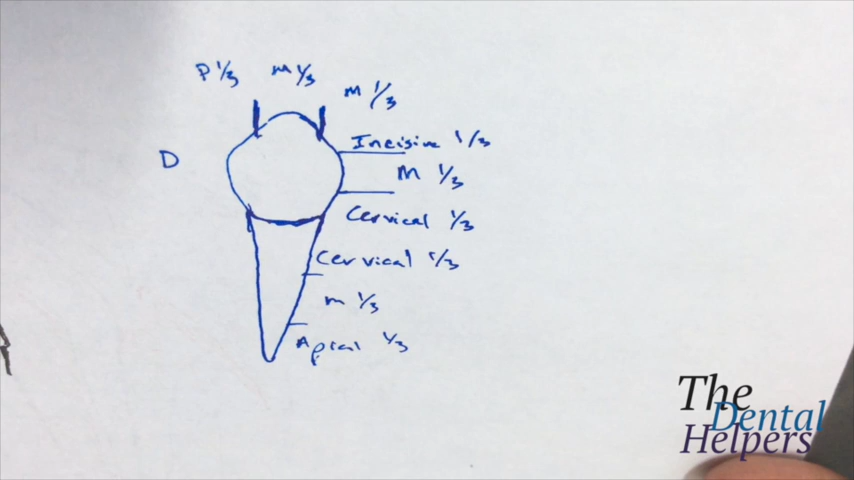 D 1/3 M 1/3 M 1/3
Incisive 1/3
D M 1/3
Cervical 1/3
Cervical 1/3
m 1/3
Apical 1/3
The
Dental
Helpers